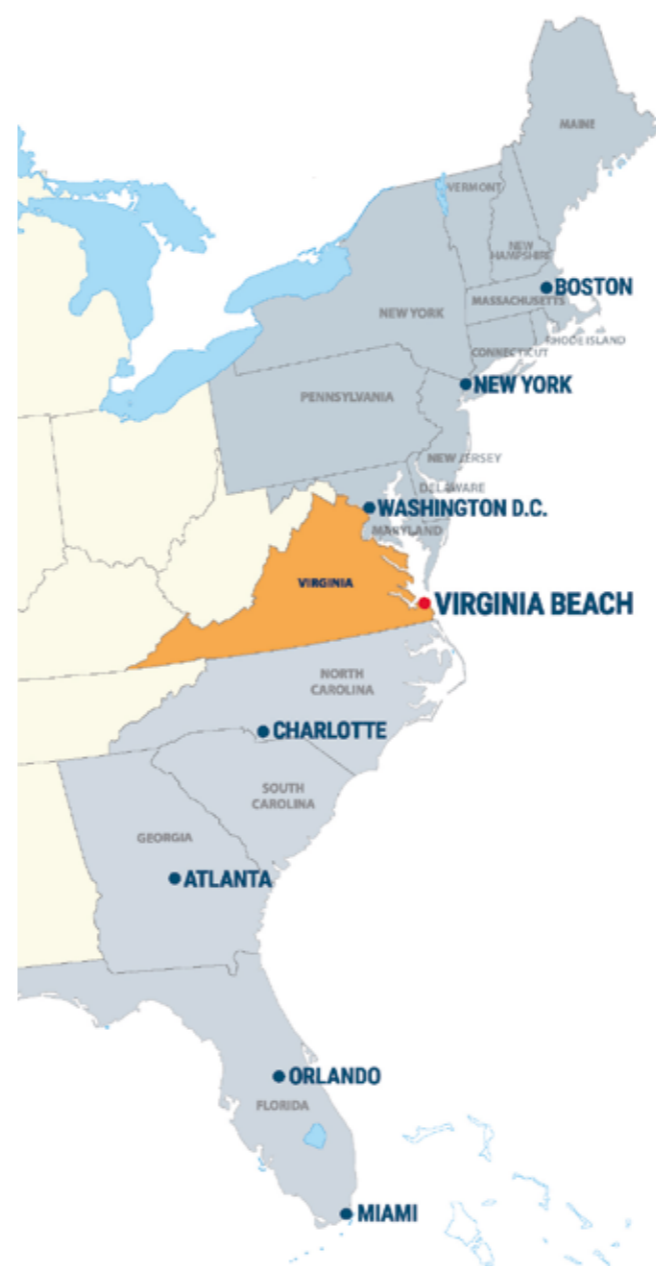 MAINE
VERMONT
NEW
HAMPSHIRE
BOSTON
MASSACHUSETTS
NEW YORK
RHODE ISLAND
CONNECTICUT
NEW YORK
PENNSYLVANIA
NEW JERSEY
DELAWARE
WASHINGTON D.C.
MARYLAND
VIRGINIA
VIRGINIA BEACH
NORTH
CAROLINA
CHARLOTTE
SOUTH
CAROLINA
GEORGIA
ATLANTA
ORLANDO
FLORIDA
MIAMI